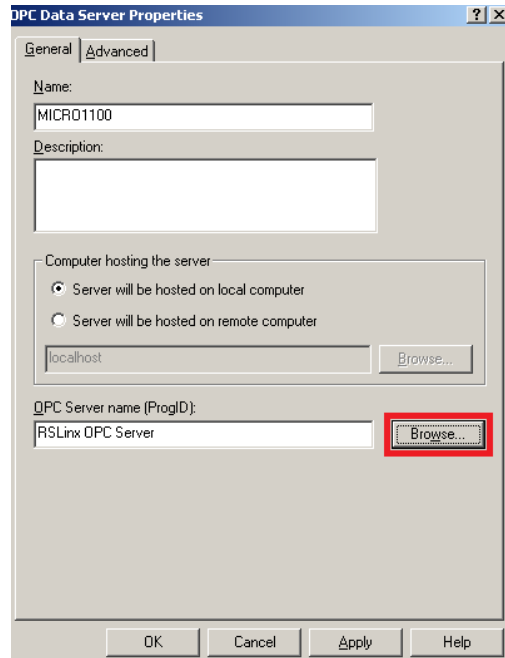 OPC Data Server Properties
General Advanced
Name:
MICRO1100
Description:
Computer hosting the server
Server will be hosted on local computer
Server will be hosted on remote computer
localhost Browse...
OPC Server name (ProgID):
RSLinx OPC Server Browse...
OK Cancel Apply Help